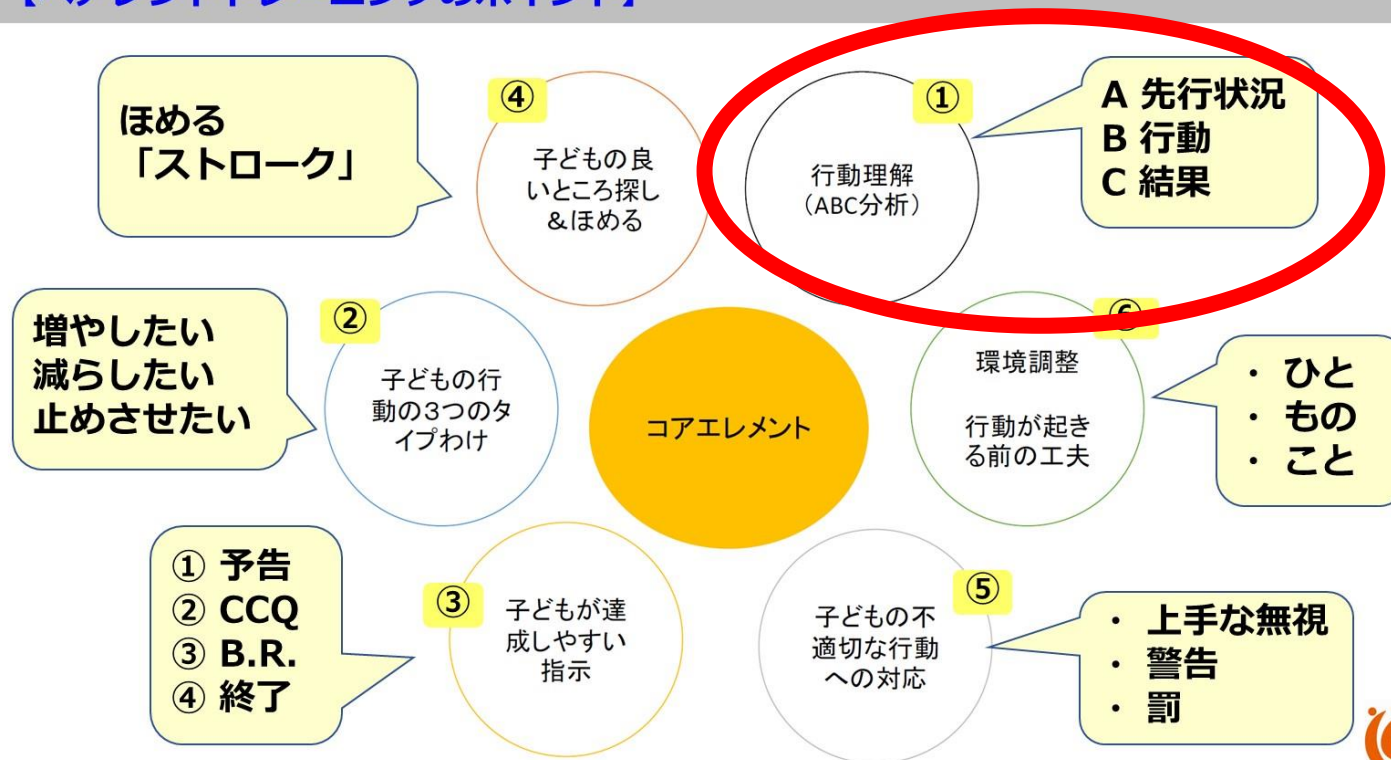 ほめる
「ストローク」
④
子どもの良
いところ探し
&ほめる
①
行動理解
（ABC分析）
A 先行状況
B 行動
C 結果
増やしたい
減らしたい
止めさせたい
②
子どもの行
動の3つのタ
イプわけ
コアエレメント
環境調整
行動が起き
る前の工夫
・ ひと
・ もの
・ こと
① 予告
② CCQ
③ B.R.
④ 終了
③
子どもが達
成しやすい
指示
⑤
子どもの不
適切な行動
への対応
・ 上手な無視
・ 警告
・ 罰